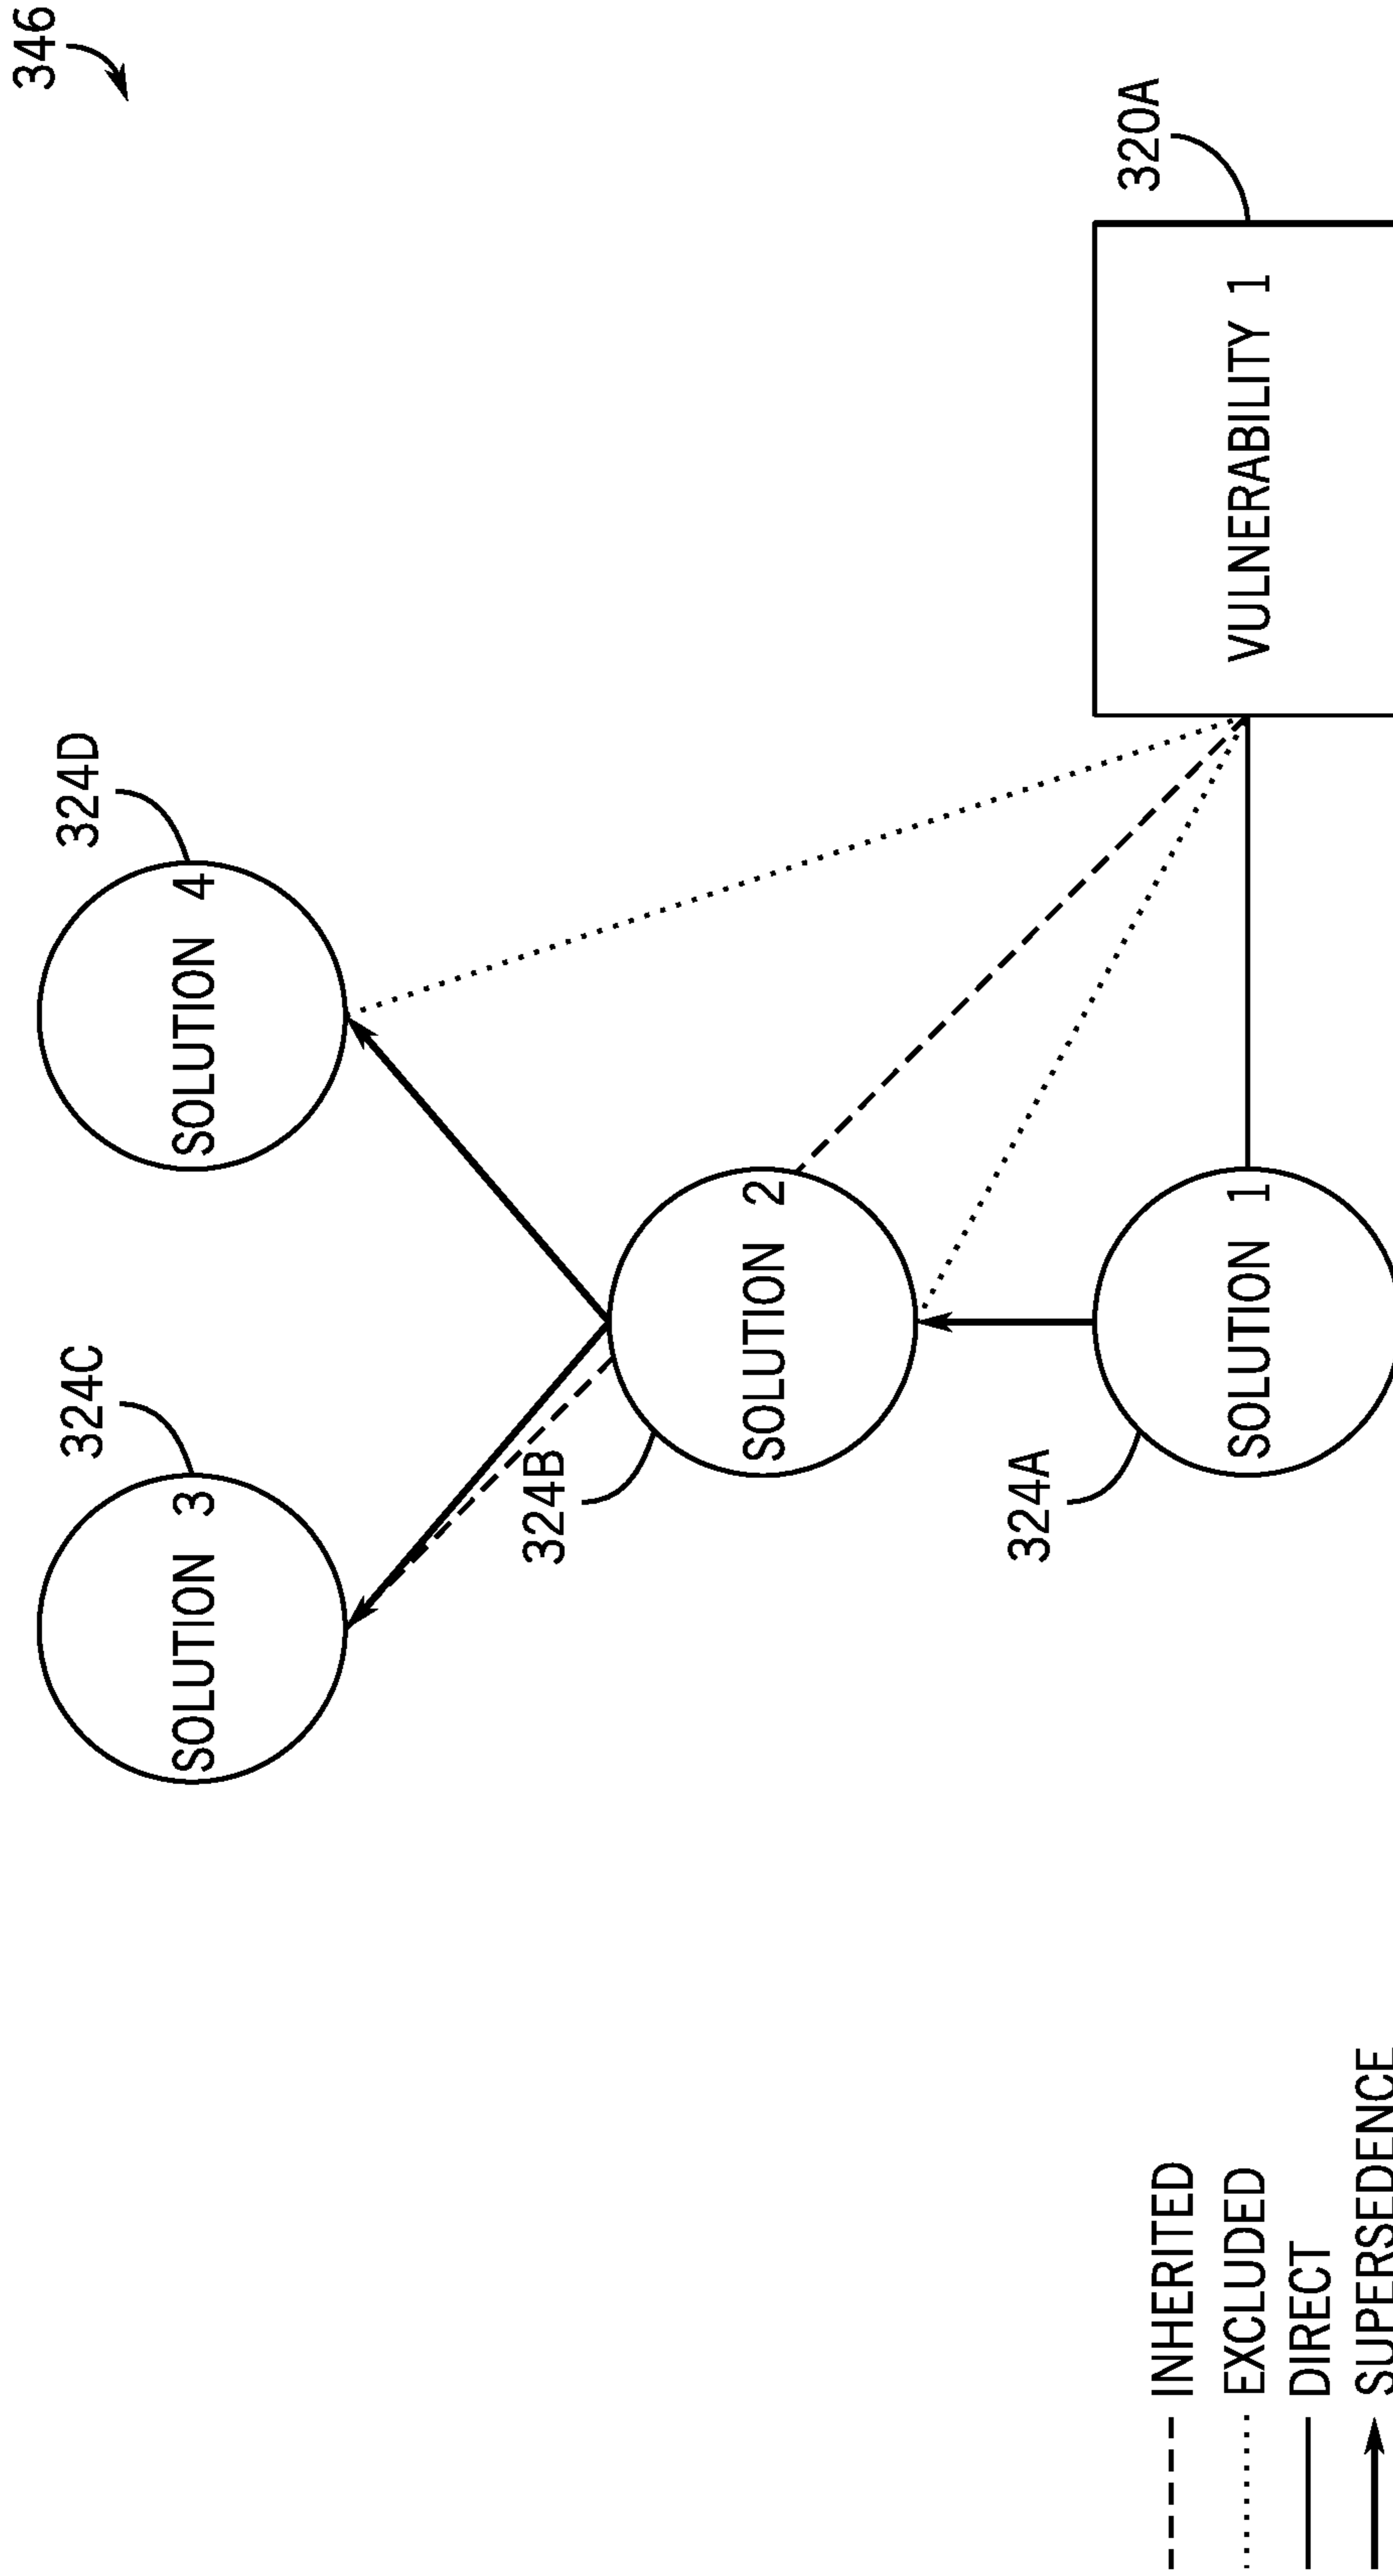 346
324C
324D
SOLUTION 3
SOLUTION 4
324B
SOLUTION 2
324A
320A
SOLUTION 1
VULNERABILITY 1
INHERITED
EXCLUDED
DIRECT
SUPERSEDENCE